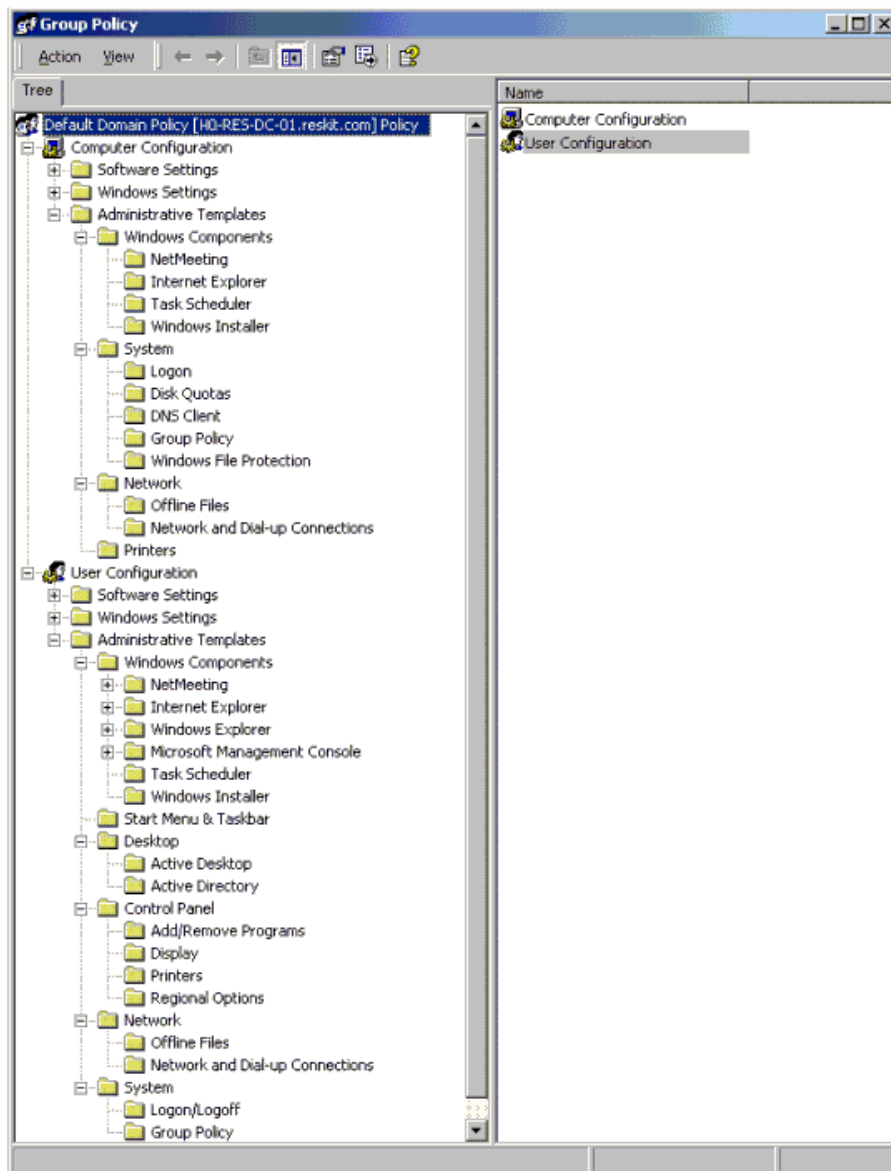 Group Policy
Action View
Tree
Name
Default Domain Policy [HQ-RES-DC-01.reskit.com] Policy
Computer Configuration
Software Settings
Windows Settings
Administrative Templates
Windows Components
NetMeeting
Internet Explorer
Task Scheduler
Windows Installer
System
Logon
Disk Quotas
DNS Client
Group Policy
Windows File Protection
Network
Offline Files
Network and Dial-up Connections
Printers
User Configuration
Software Settings
Windows Settings
Administrative Templates
Windows Components
NetMeeting
Internet Explorer
Windows Explorer
Microsoft Management Console
Task Scheduler
Windows Installer
Start Menu & Taskbar
Desktop
Active Desktop
Active Directory
Control Panel
Add/Remove Programs
Display
Printers
Regional Options
Network
Offline Files
Network and Dial-up Connections
System
Logon/Logoff
Group Policy
Computer Configuration
User Configuration